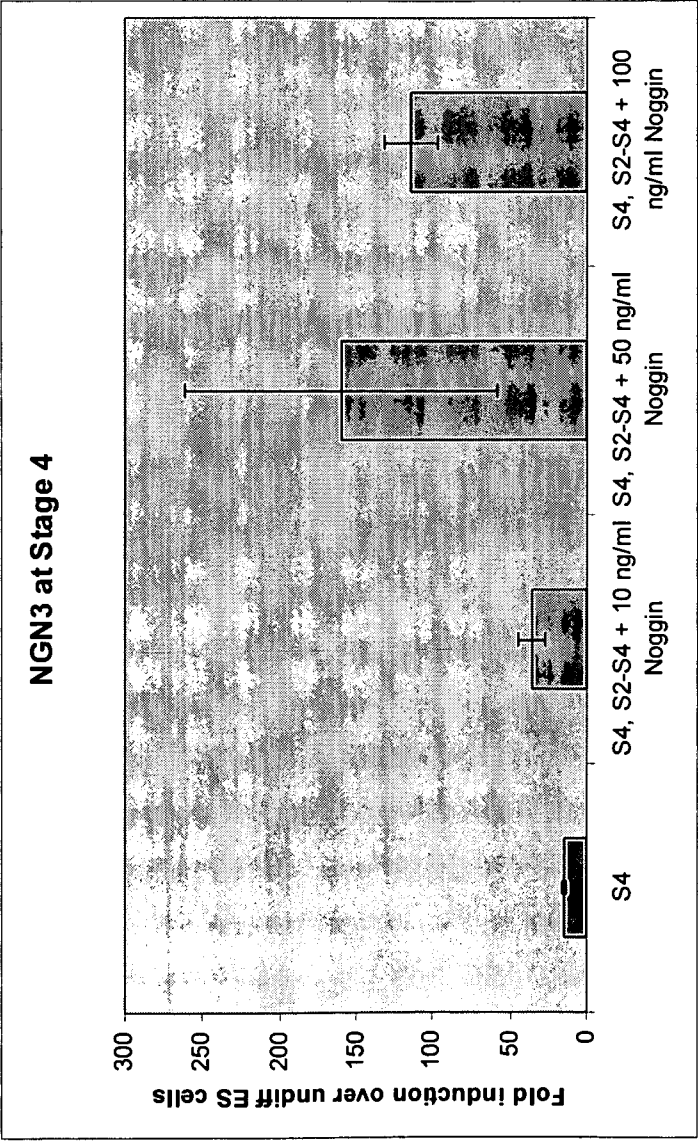 NGN3 at Stage 4
Fold induction over undiff ES cells
300
250
200
150
100
50
0
S4
S4, S2-S4 + 10 ng/ml
Noggin
S4, S2-S4 + 50 ng/ml
Noggin
S4, S2-S4 + 100
ng/ml Noggin